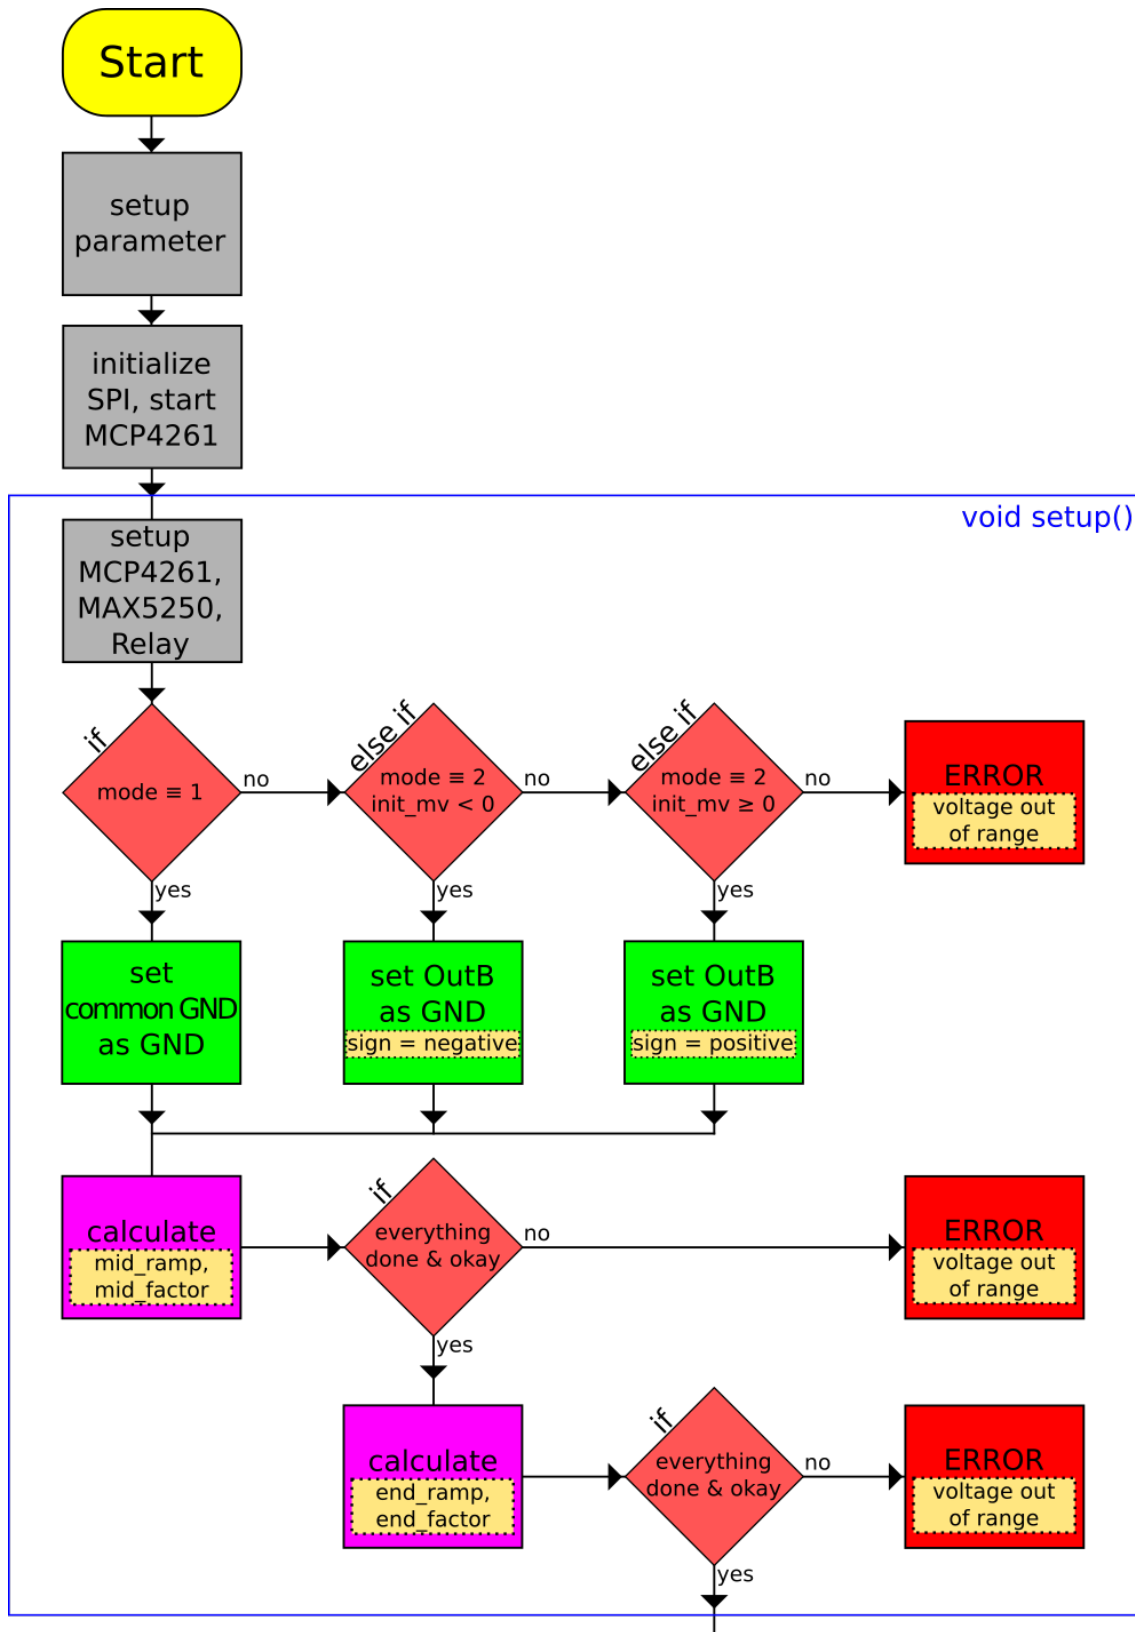 Start
setup
parameter
initialize
SPI, start
MCP4261
void setup()
setup
MCP4261,
MAX5250,
Relay
if
mode ≡ 1
no
yes
else if
mode ≡ 2
init_mv < 0
no
yes
else if
mode ≡ 2
init_mv ≥ 0
no
yes
ERROR
voltage out
of range
set
common GND
as GND
set OutB
as GND
sign = negative
set OutB
as GND
sign = positive
calculate
mid_ramp,
mid_factor
if
everything
done & okay
no
yes
ERROR
voltage out
of range
calculate
end_ramp,
end_factor
if
everything
done & okay
no
yes
ERROR
voltage out
of range